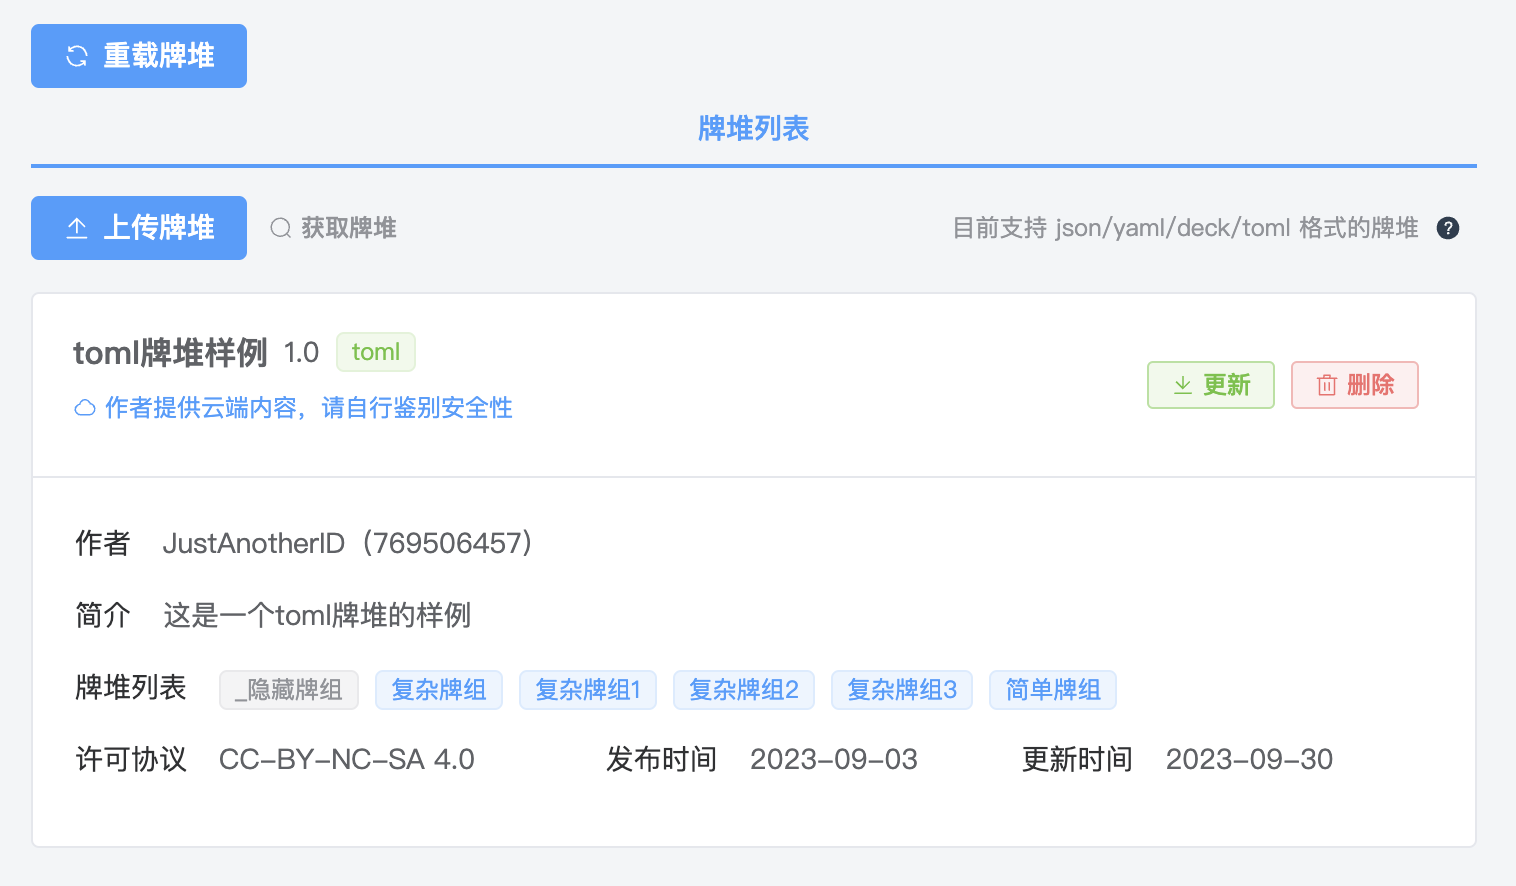 重载牌堆
牌堆列表
上传牌堆 获取牌堆 目前支持 json/yaml/deck/toml 格式的牌堆 ?
toml牌堆样例 1.0 toml
作者提供云端内容，请自行鉴别安全性
更新 删除
作者 JustAnotherID（769506457）
简介 这是一个toml牌堆的样例
牌堆列表 _隐藏牌组 复杂牌组 复杂牌组1 复杂牌组2 复杂牌组3 简单牌组
许可协议 CC-BY-NC-SA 4.0 发布时间 2023-09-03 更新时间 2023-09-30